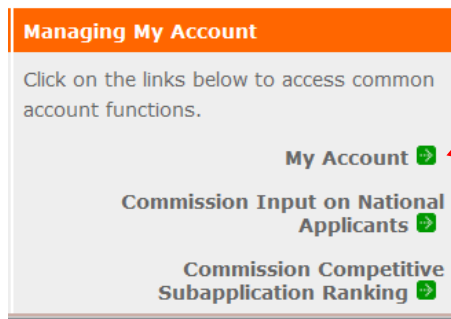 Managing My Account
Click on the links below to access common
account functions.
My Account
Commission Input on National
Applicants
Commission Competitive
Subapplication Ranking